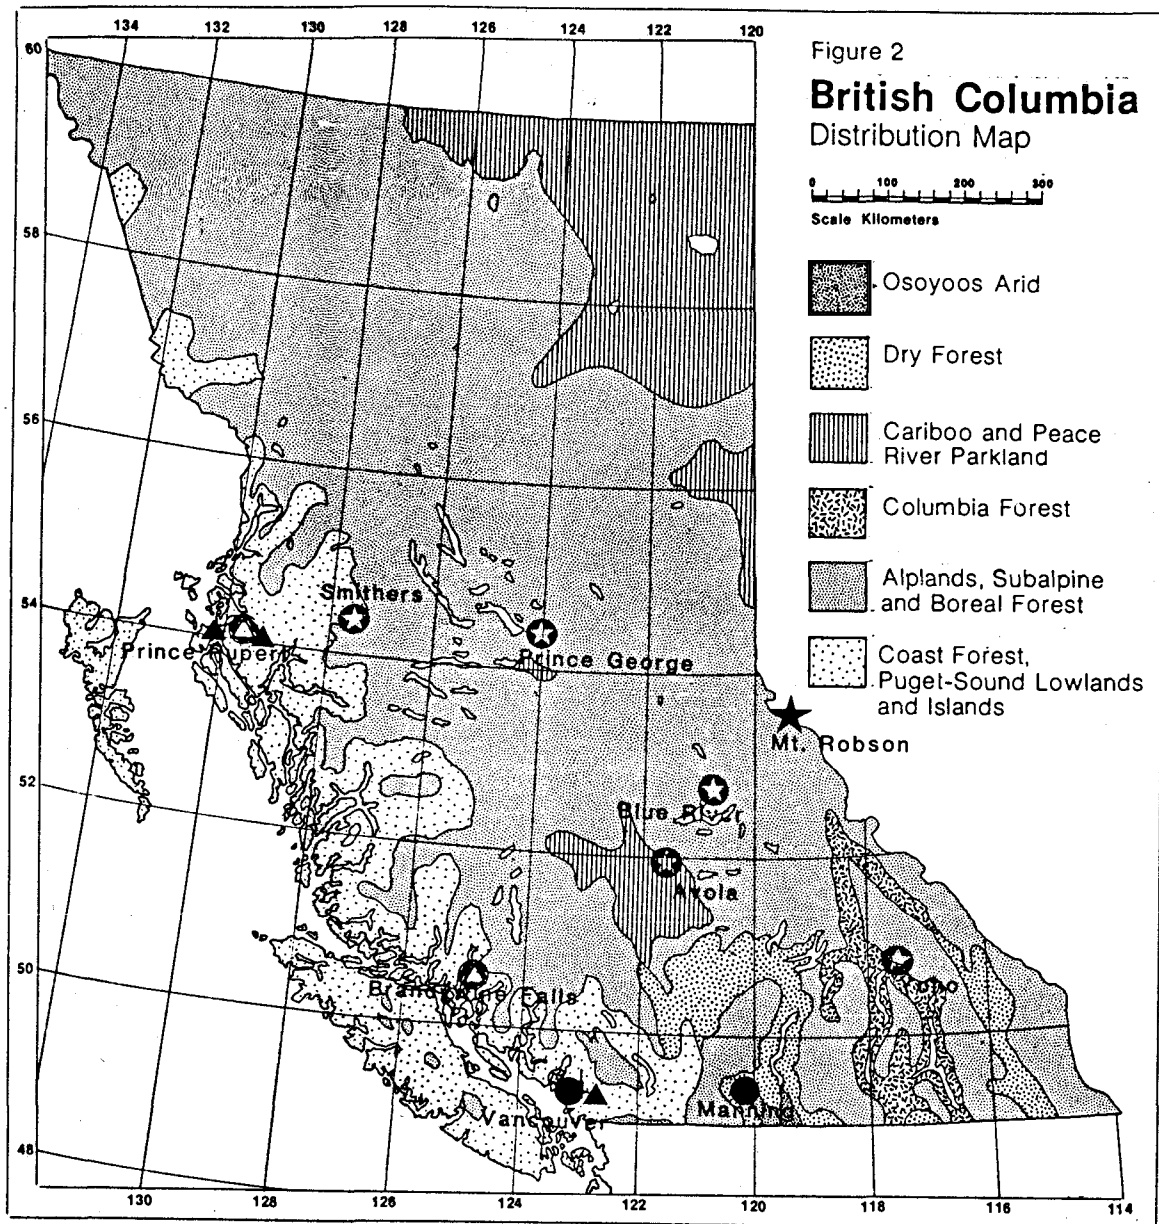 134 132 130 128 126 124 122 120
60
58
56
54
52
50
48
130 128 126 124 122 120 118 116 114
Figure 2
British Columbia
Distribution Map
0 100 200 300
Scale Kilometers
Osoyoos Arid
Dry Forest
Cariboo and Peace
River Parkland
Columbia Forest
Alplands, Subalpine
and Boreal Forest
Coast Forest,
Puget-Sound Lowlands
and Islands
Smithers
Prince Rupert
Prince George
Mt. Robson
Blue River
Avola
Yoho
Brandywine Falls
Vancouver
Manning